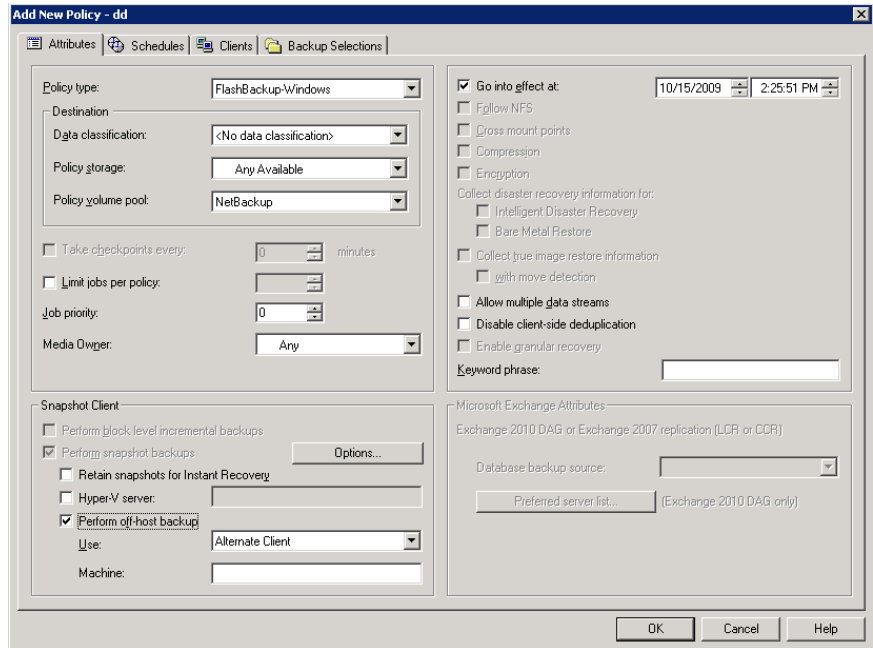 Add New Policy - dd
Attributes Schedules Clients Backup Selections
Policy type: FlashBackup-Windows
Destination
Data classification: <No data classification>
Policy storage: Any Available
Policy volume pool: NetBackup
Take checkpoints every: 0 minutes
Limit jobs per policy:
Job priority: 0
Media Owner: Any
Go into effect at: 10/15/2009 2:25:51 PM
Follow NFS
Cross mount points
Compression
Encryption
Collect disaster recovery information for:
Intelligent Disaster Recovery
Bare Metal Restore
Collect true image restore information
with move detection
Allow multiple data streams
Disable client-side deduplication
Enable granular recovery
Keyword phrase:
Snapshot Client
Perform block level incremental backups
Perform snapshot backups Options...
Retain snapshots for Instant Recovery
Hyper-V server:
Perform off-host backup
Use: Alternate Client
Machine:
Microsoft Exchange Attributes
Exchange 2010 DAG or Exchange 2007 replication (LCR or CCR)
Database backup source:
Preferred server list... (Exchange 2010 DAG only)
OK Cancel Help